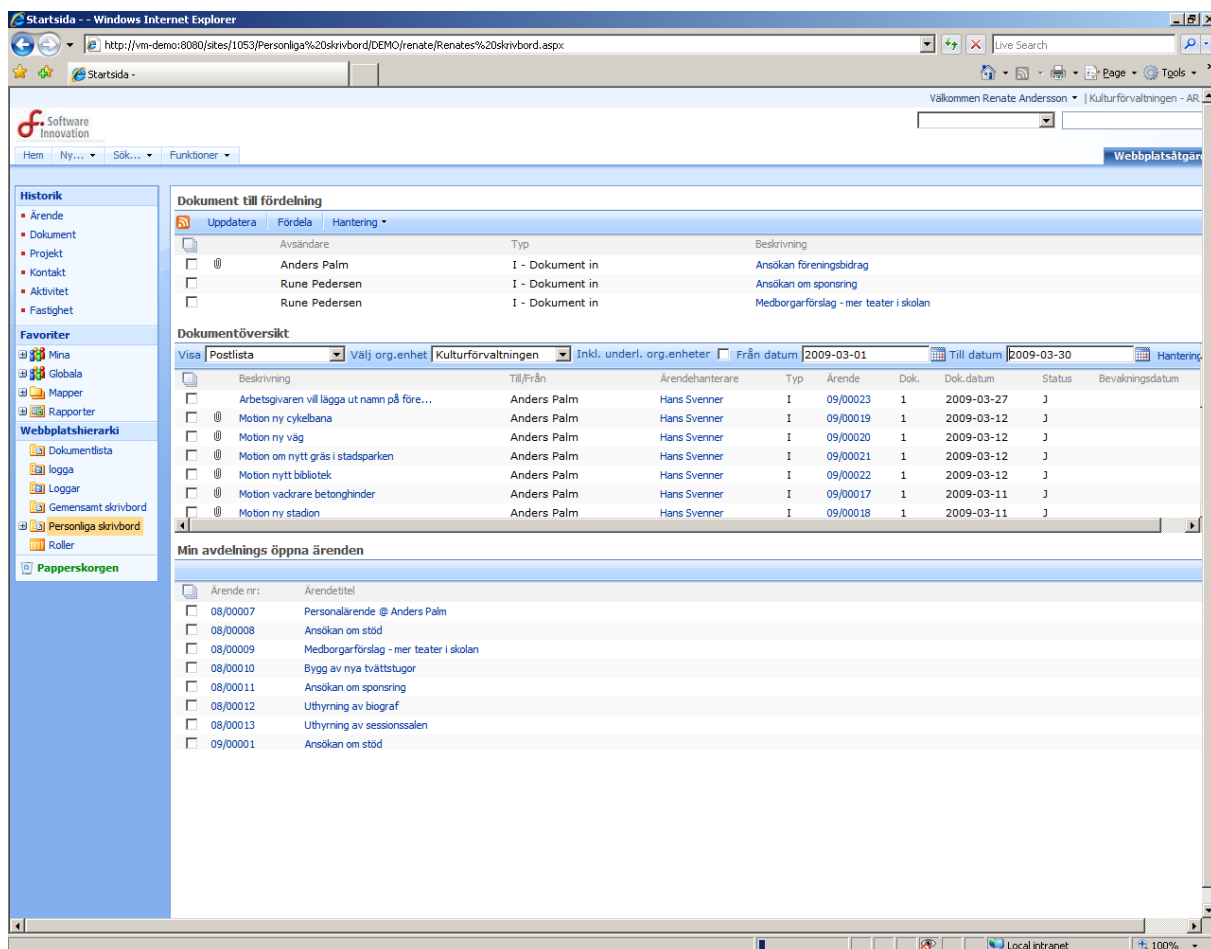 Startsida - - Windows Internet Explorer
http://vm-demo:8080/sites/1053/Personliga%20skrivbord/DEMO/renate/Renates%20skrivbord.aspx
Live Search
Startsida -
Page Tools
Välkommen Renate Andersson | Kulturförvaltningen - AR
Software
Innovation
Hem Ny... Sök... Funktioner
Webbplatsåtgärd
Historik
Ärende
Dokument
Projekt
Kontakt
Aktivitet
Fastighet
Favoriter
Mina
Globala
Mapper
Rapporter
Webbplatshierarki
Dokumentlista
logga
Loggar
Gemensamt skrivbord
Personliga skrivbord
Roller
Papperskorgen
Dokument till fördelning
Uppdatera Fördela Hantering
Avsändare Typ Beskrivning
Anders Palm I - Dokument in Ansökan föreningsbidrag
Rune Pedersen I - Dokument in Ansökan om sponsring
Rune Pedersen I - Dokument in Medborgarförslag - mer teater i skolan
Dokumentöversikt
Visa Postlista Välj org.enhet Kulturförvaltningen Inkl. underl. org.enheter Från datum 2009-03-01 Till datum 2009-03-30 Hantering
Beskrivning Till/Från Ärendehanterare Typ Ärende Dok. Dok.datum Status Bevakningsdatum
Arbetsgivaren vill lägga ut namn på före... Anders Palm Hans Svenner I 09/00023 1 2009-03-27 J
Motion ny cykelbana Anders Palm Hans Svenner I 09/00019 1 2009-03-12 J
Motion ny väg Anders Palm Hans Svenner I 09/00020 1 2009-03-12 J
Motion om nytt gräs i stadsparken Anders Palm Hans Svenner I 09/00021 1 2009-03-12 J
Motion nytt bibliotek Anders Palm Hans Svenner I 09/00022 1 2009-03-12 J
Motion vackrare betonghinder Anders Palm Hans Svenner I 09/00017 1 2009-03-11 J
Motion ny stadion Anders Palm Hans Svenner I 09/00018 1 2009-03-11 J
Min avdelnings öppna ärenden
Ärende nr: Ärendetitel
08/00007 Personalärende @ Anders Palm
08/00008 Ansökan om stöd
08/00009 Medborgarförslag - mer teater i skolan
08/00010 Bygg av nya tvättstugor
08/00011 Ansökan om sponsring
08/00012 Uthyrning av biograf
08/00013 Uthyrning av sessionssalen
09/00001 Ansökan om stöd
Local intranet 100%